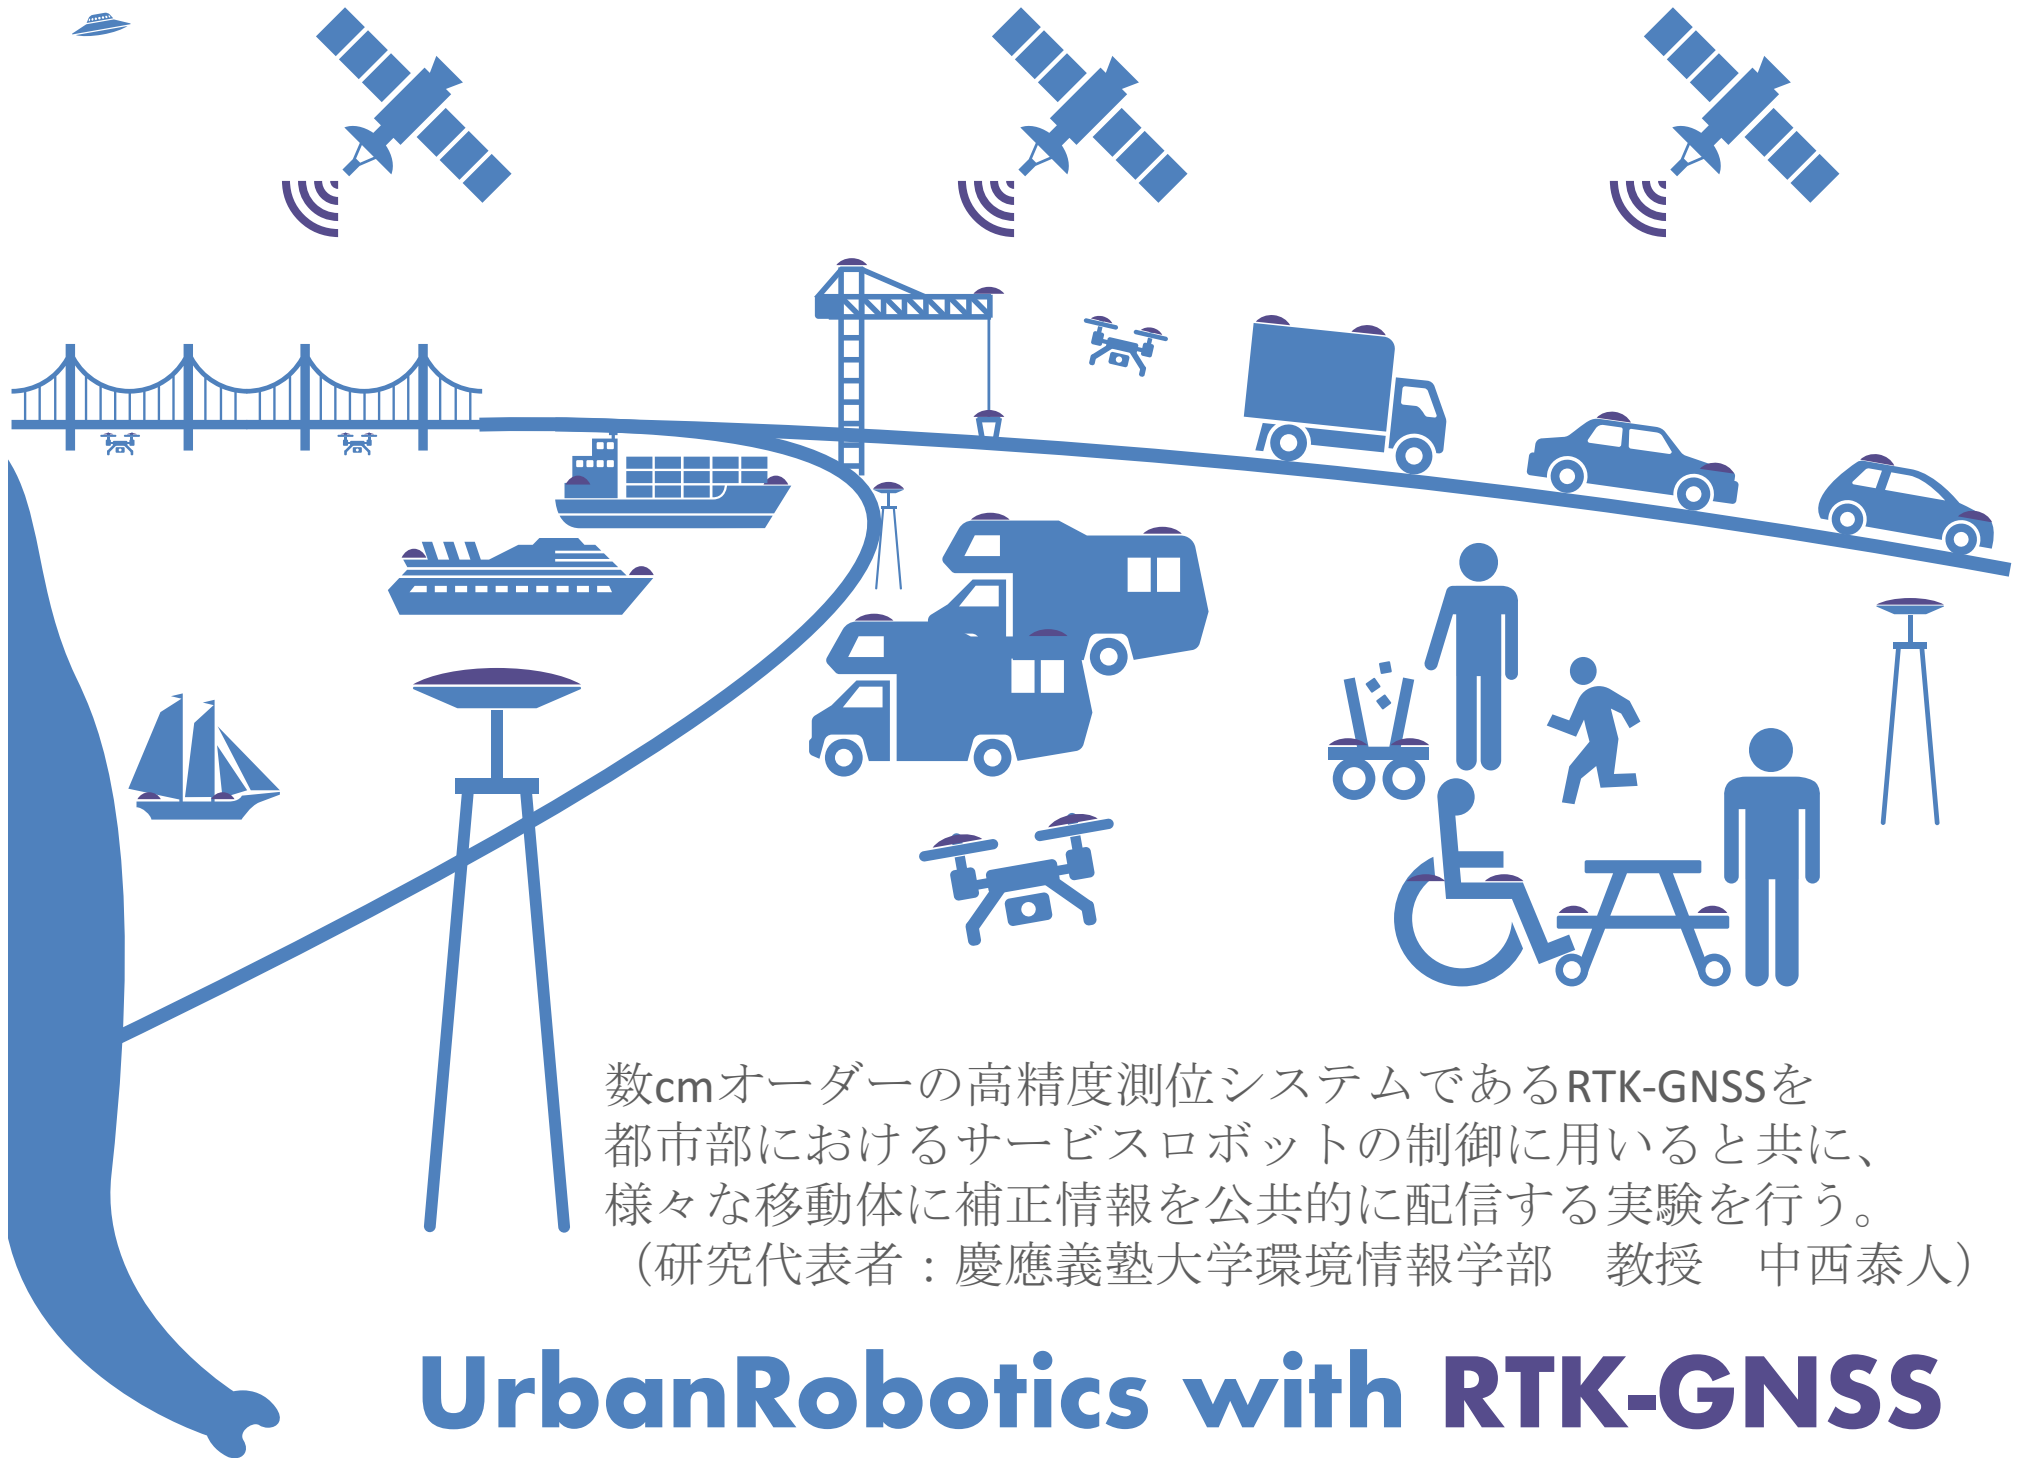 数cmオーダーの高精度測位システムであるRTK-GNSSを
都市部におけるサービスロボットの制御に用いると共に、
様々な移動体に補正情報を公共的に配信する実験を行う。
（研究代表者：慶應義塾大学環境情報学部　教授　中西泰人）
UrbanRobotics with RTK-GNSS